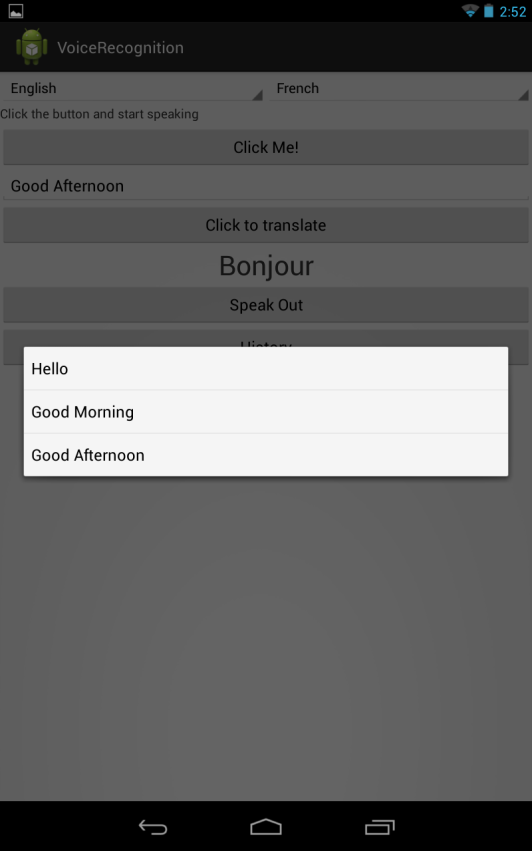 2:52
VoiceRecognition
English French
Click the button and start speaking
Click Me!
Good Afternoon
Click to translate
Bonjour
Speak Out
History
Hello
Good Morning
Good Afternoon